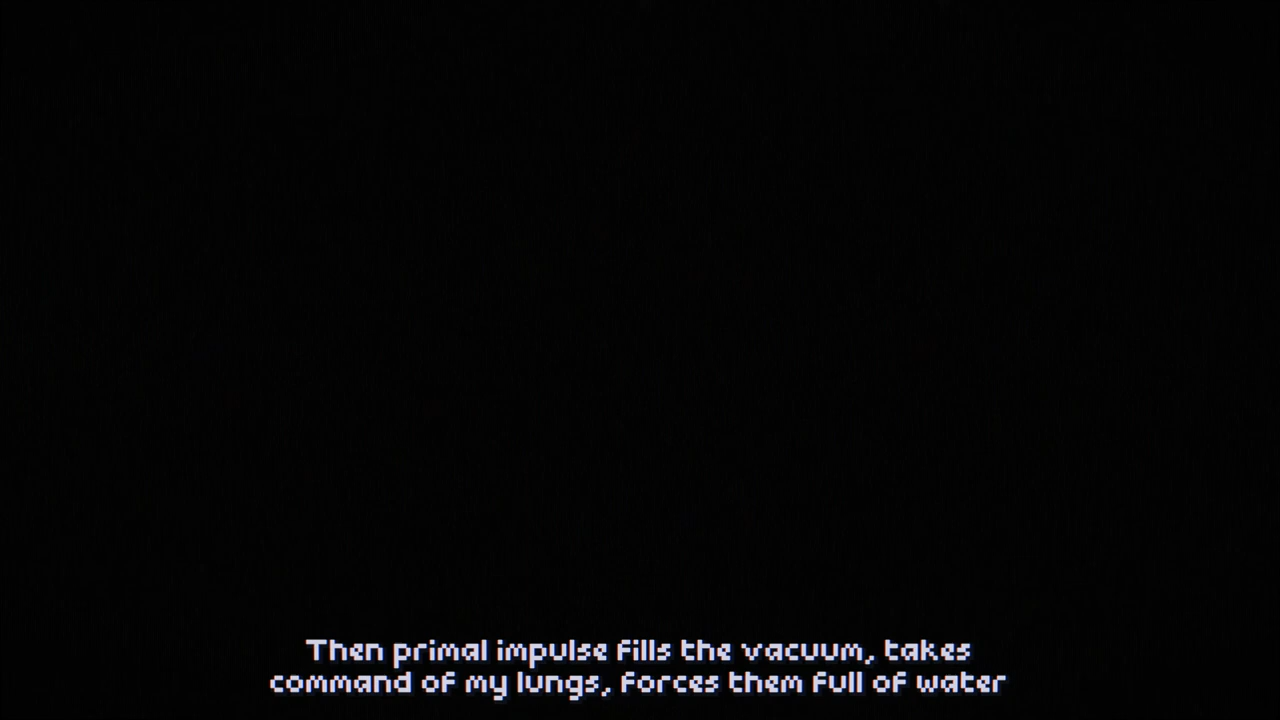 Then primal impulse fills the vacuum, takes
command of my lungs, forces them full of water